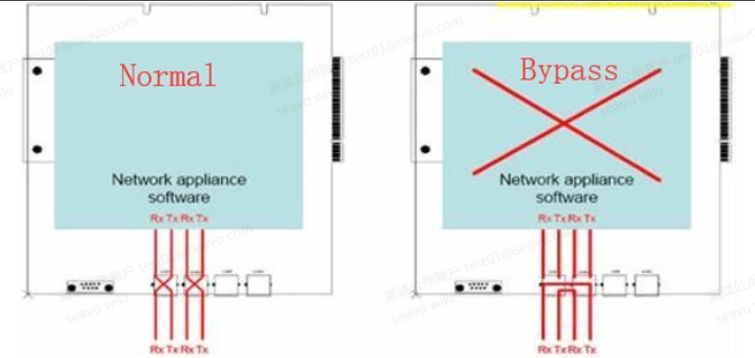 Normal
Network appliance
software
Rx Tx Rx Tx
Rx Tx Rx Tx
Bypass
Network appliance
software
Rx Tx Rx Tx
Rx Tx Rx Tx
测试公用账户 test01@seavo.com
seavo wiki